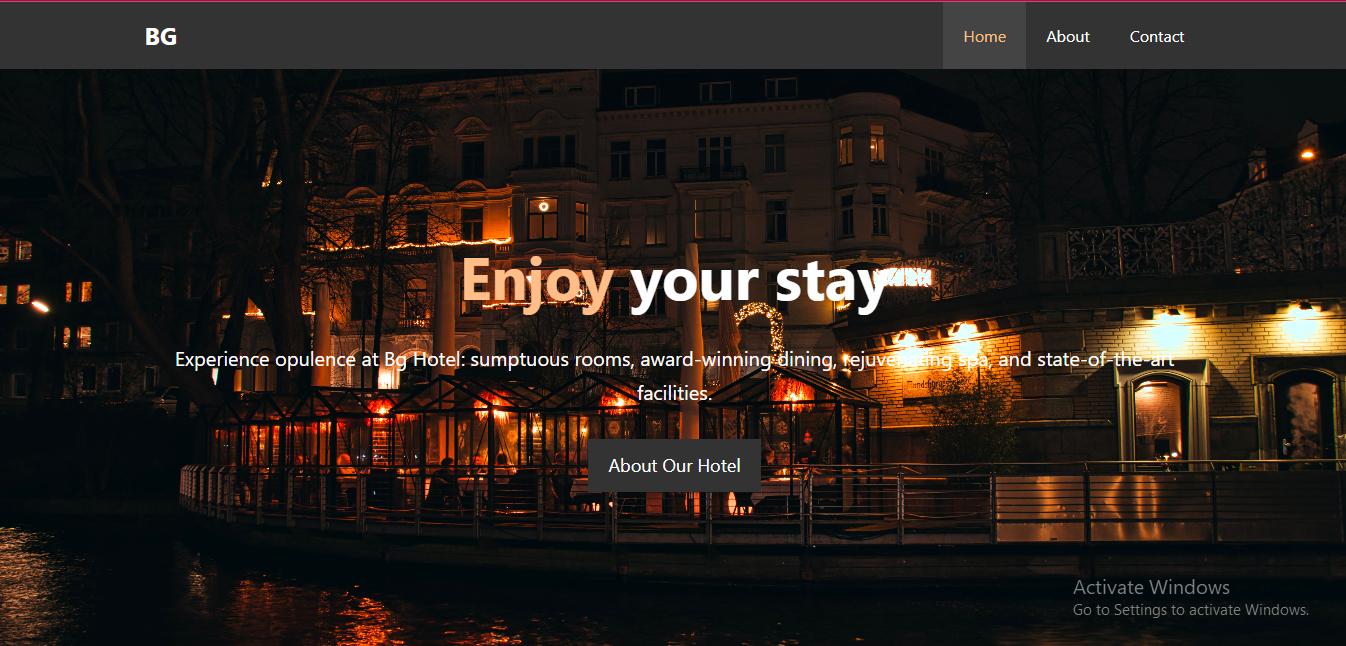 BG
Home
About
Contact
Enjoy your stay
Experience opulence at Bg Hotel: sumptuous rooms, award-winning dining, rejuvenating spa, and state-of-the-art
facilities.
About Our Hotel
Activate Windows
Go to Settings to activate Windows.